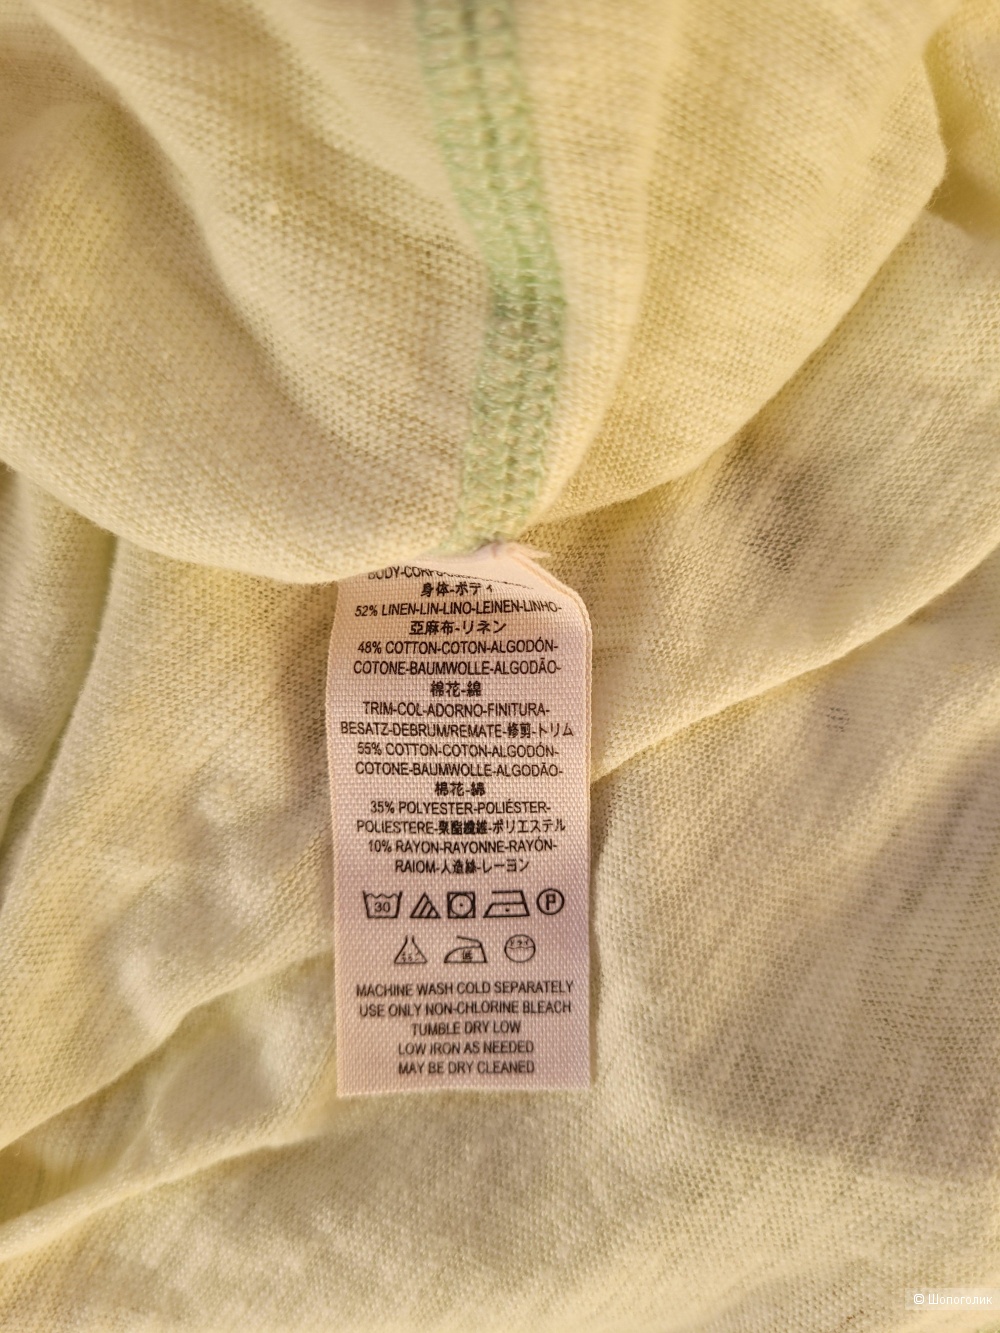 身体-ボディ
52% LINEN-LIN-LINO-LEINEN-LINHO-
亞麻布-リネン
48% COTTON-COTON-ALGODÓN-
COTONE-BAUMWOLLE-ALGODÃO-
棉花-綿
TRIM-COL-ADORNO-FINITURA-
BESATZ-DEBRUM/REMATE-修剪-トリム
55% COTTON-COTON-ALGODÓN-
COTONE-BAUMWOLLE-ALGODÃO-
棉花-綿
35% POLYESTER-POLIÉSTER-
POLIESTERE-聚酯纖維-ポリエステル
10% RAYON-RAYONNE-RAYÓN-
RAIOM-人造絲-レーヨン
30 P
低 ドライ
MACHINE WASH COLD SEPARATELY
USE ONLY NON-CHLORINE BLEACH
TUMBLE DRY LOW
LOW IRON AS NEEDED
MAY BE DRY CLEANED
© Шопоголик